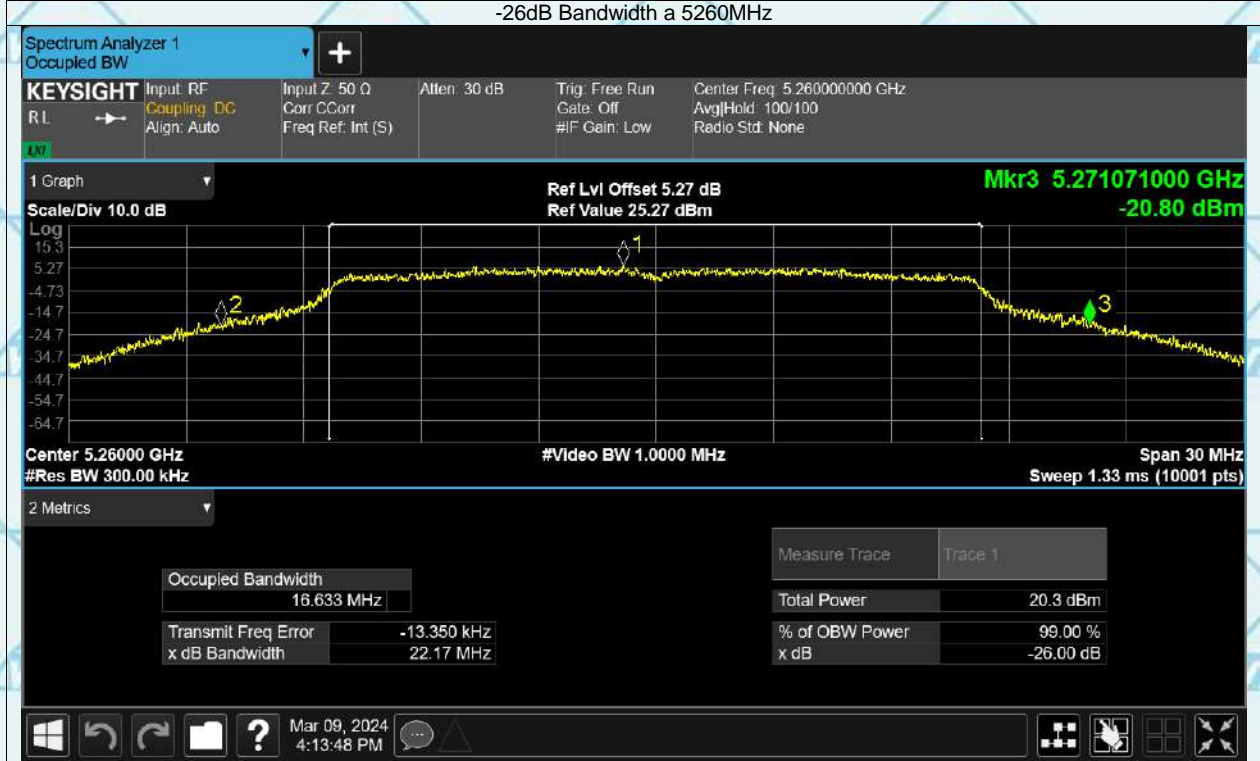 -26dB Bandwidth a 5260MHz
Spectrum Analyzer 1
Occupied BW
+
KEYSIGHT
R L
LXI
Input: RF
Coupling: DC
Align: Auto
Input Z: 50 Ω
Corr CCorr
Freq Ref: Int (S)
Atten: 30 dB
Trig: Free Run
Gate: Off
#IF Gain: Low
Center Freq: 5.260000000 GHz
Avg|Hold: 100/100
Radio Std: None
1 Graph
Scale/Div 10.0 dB
Ref Lvl Offset 5.27 dB
Ref Value 25.27 dBm
Mkr3 5.271071000 GHz
-20.80 dBm
Log
15.3
5.27
-4.73
-14.7
-24.7
-34.7
-44.7
-54.7
-64.7
1
2
3
Center 5.26000 GHz
#Res BW 300.00 kHz
#Video BW 1.0000 MHz
Span 30 MHz
Sweep 1.33 ms (10001 pts)
2 Metrics
Measure Trace Trace 1
Occupied Bandwidth
16.633 MHz
Total Power 20.3 dBm
Transmit Freq Error -13.350 kHz
x dB Bandwidth 22.17 MHz
% of OBW Power 99.00 %
x dB -26.00 dB
?
Mar 09, 2024
4:13:48 PM